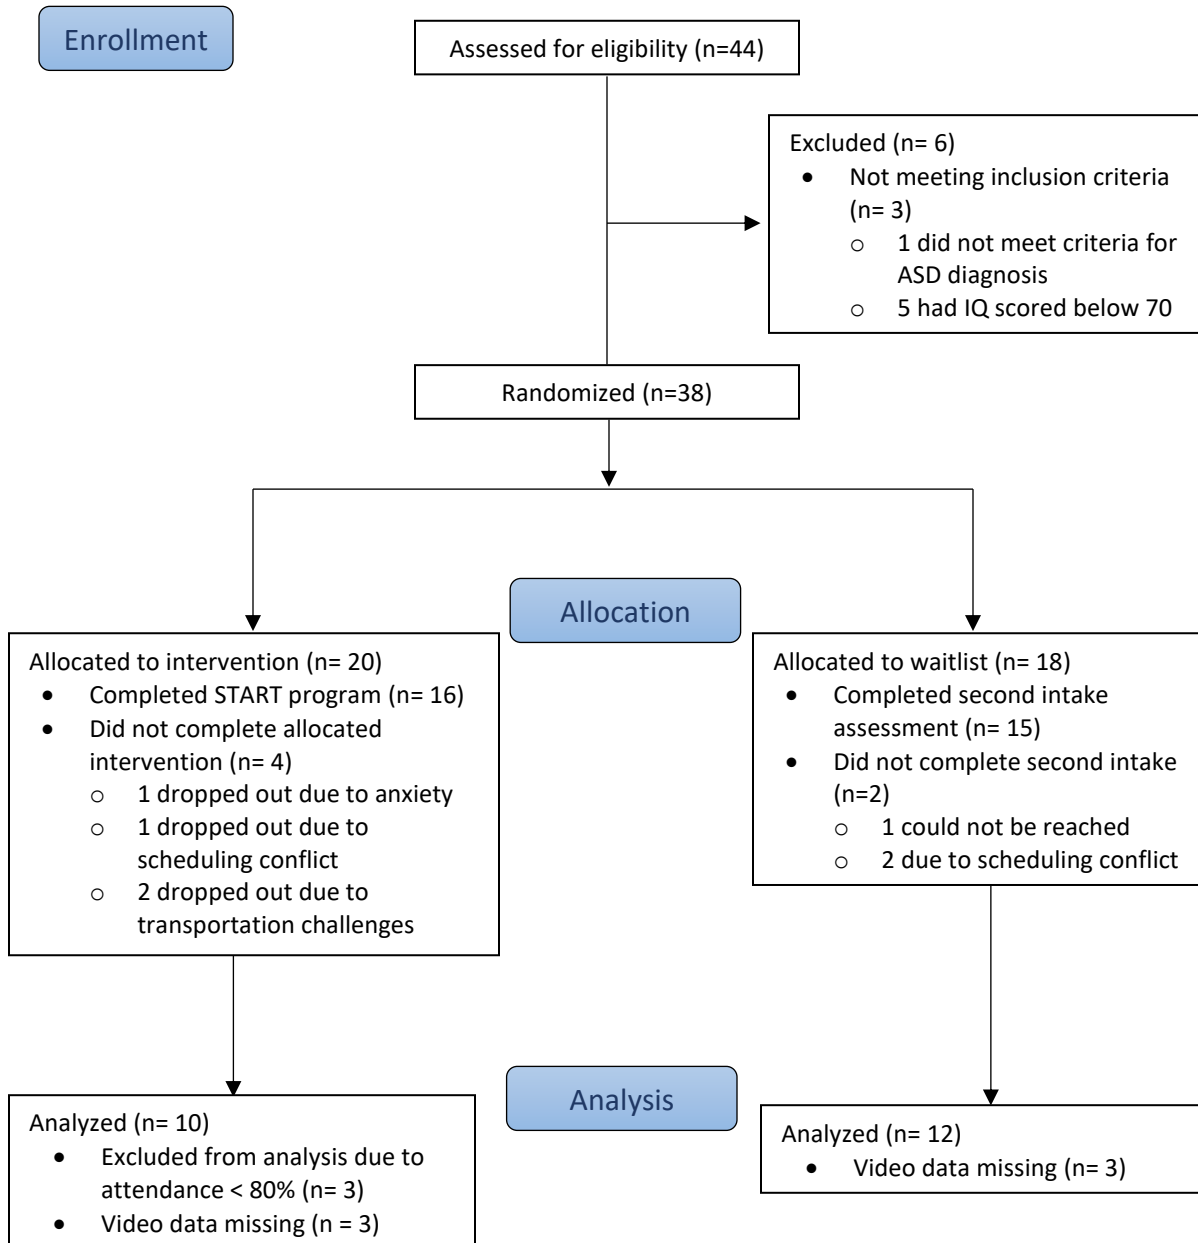 Enrollment
Assessed for eligibility (n=44)
Excluded (n= 6)
• Not meeting inclusion criteria
(n= 3)
o 1 did not meet criteria for
ASD diagnosis
o 5 had IQ scored below 70
Randomized (n=38)
Allocation
Allocated to intervention (n= 20)
• Completed START program (n= 16)
• Did not complete allocated
intervention (n= 4)
o 1 dropped out due to anxiety
o 1 dropped out due to
scheduling conflict
o 2 dropped out due to
transportation challenges
Allocated to waitlist (n= 18)
• Completed second intake
assessment (n= 15)
• Did not complete second intake
(n=2)
o 1 could not be reached
o 2 due to scheduling conflict
Analysis
Analyzed (n= 10)
• Excluded from analysis due to
attendance < 80% (n= 3)
• Video data missing (n = 3)
Analyzed (n= 12)
• Video data missing (n= 3)